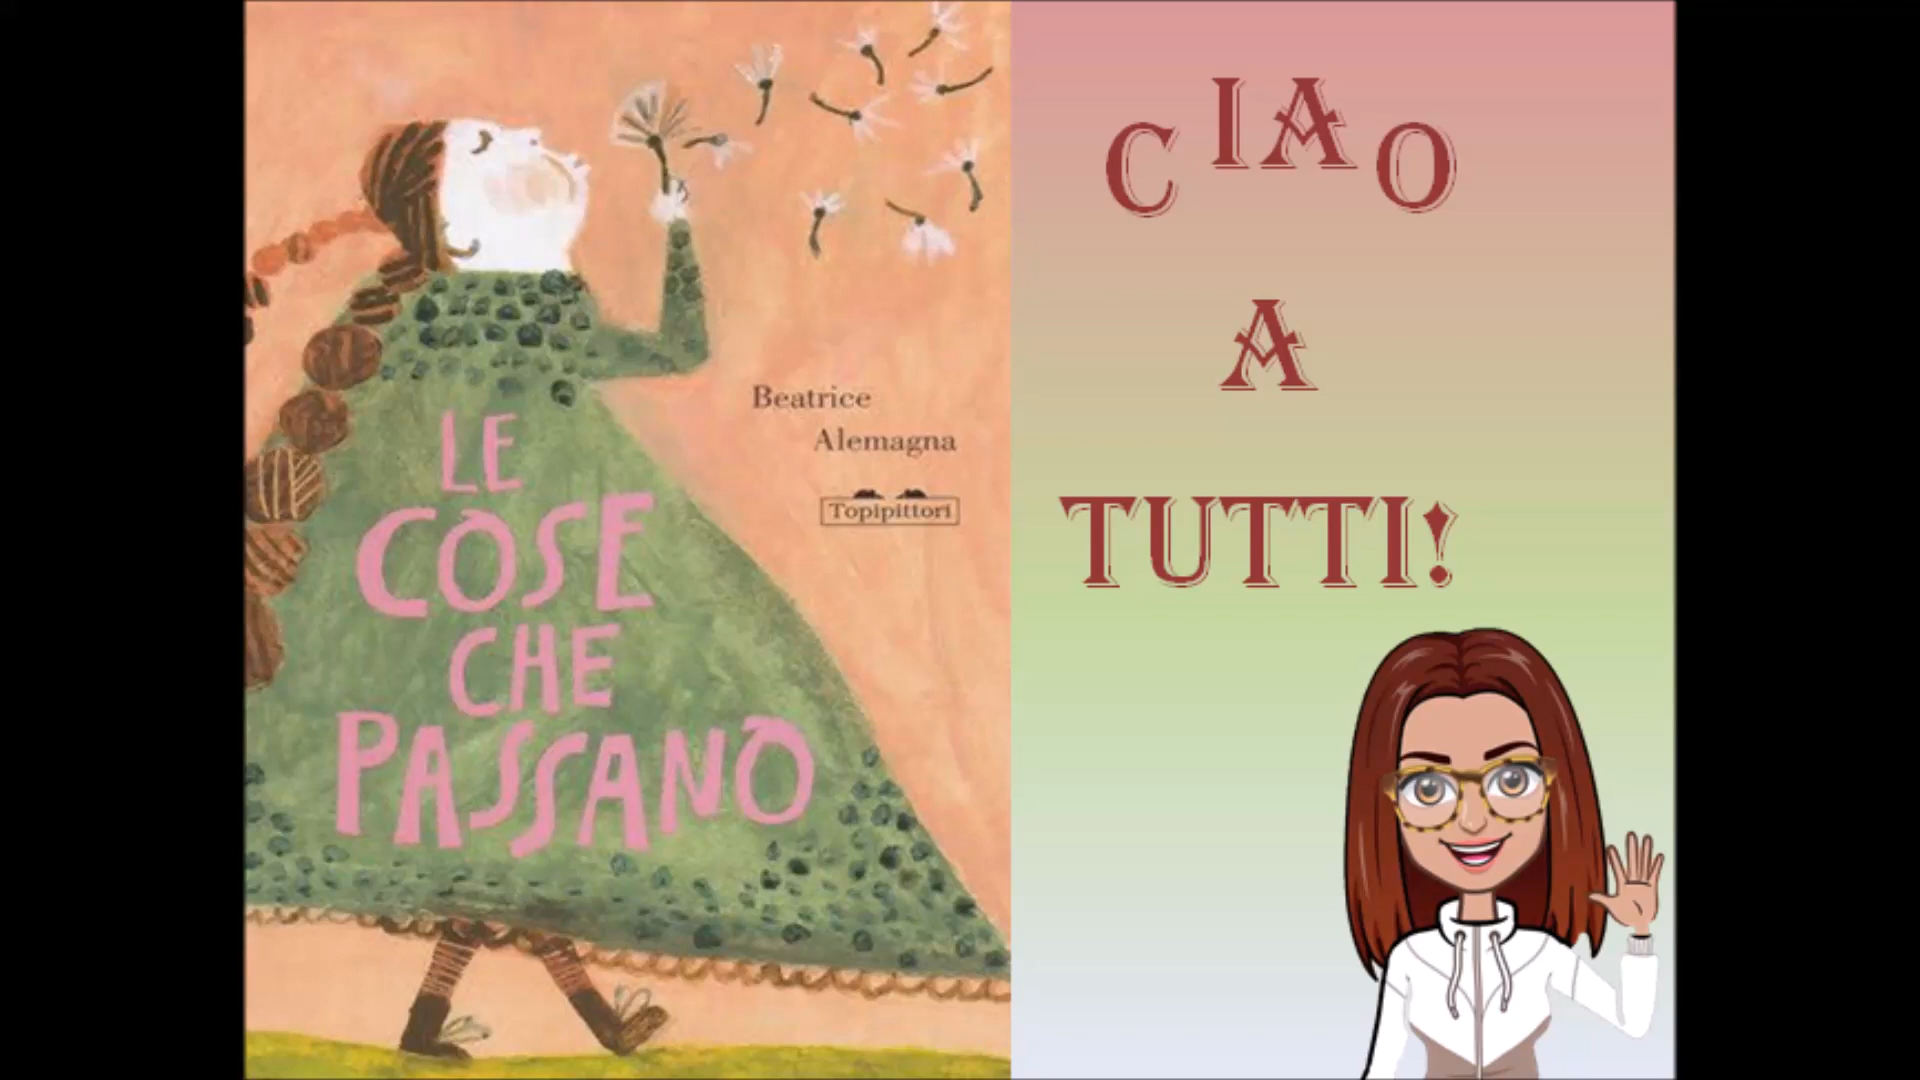 Beatrice
Alemagna
Topipittori
LE
COSE
CHE
PASSANO
CIAO
A
TUTTI!